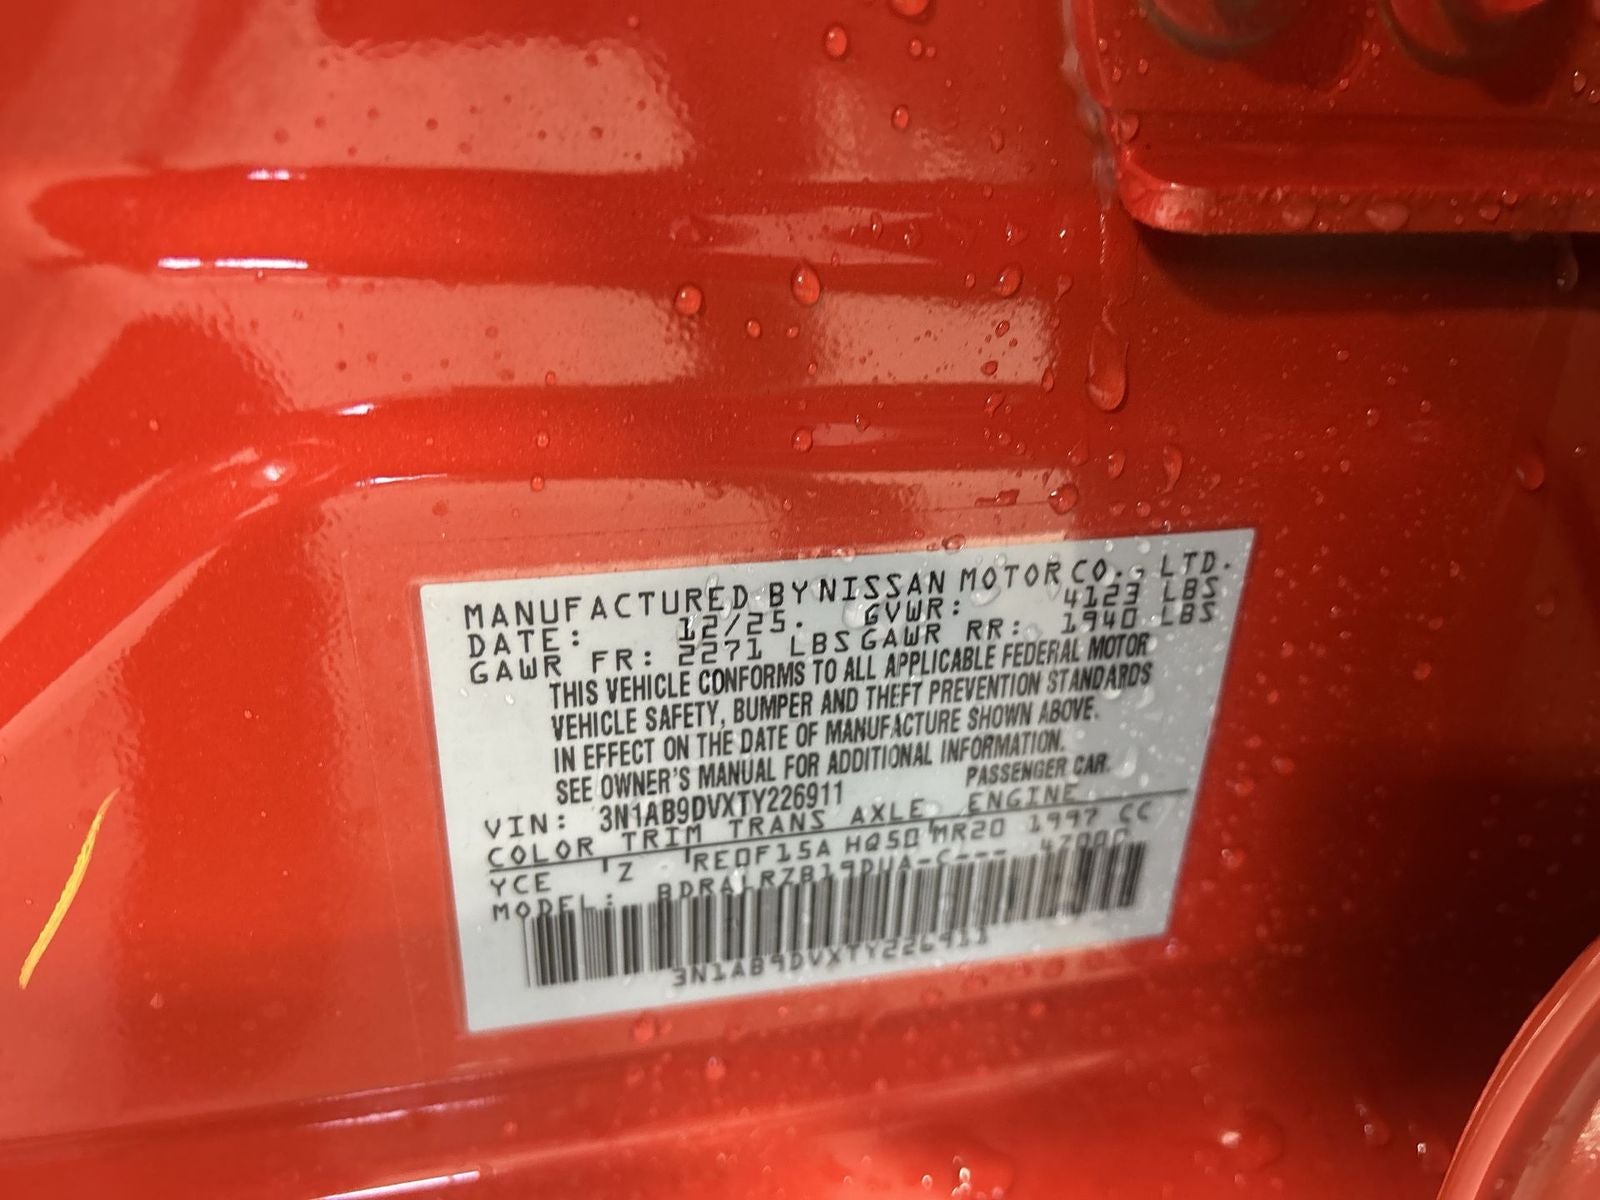 MANUFACTURED BY NISSAN MOTOR CO., LTD.
DATE: 12/25. GVWR: 4123 LBS
GAWR FR: 2271 LBS GAWR RR: 1940 LBS
THIS VEHICLE CONFORMS TO ALL APPLICABLE FEDERAL MOTOR
VEHICLE SAFETY, BUMPER AND THEFT PREVENTION STANDARDS
IN EFFECT ON THE DATE OF MANUFACTURE SHOWN ABOVE.
SEE OWNER'S MANUAL FOR ADDITIONAL INFORMATION.
PASSENGER CAR.
VIN: 3N1AB9DVXTY226911
COLOR TRIM TRANS AXLE ENGINE
YCE Z RE0F15A HQ50 MR20 1997 CC
MODEL:
3N1AB9DVXTY226911